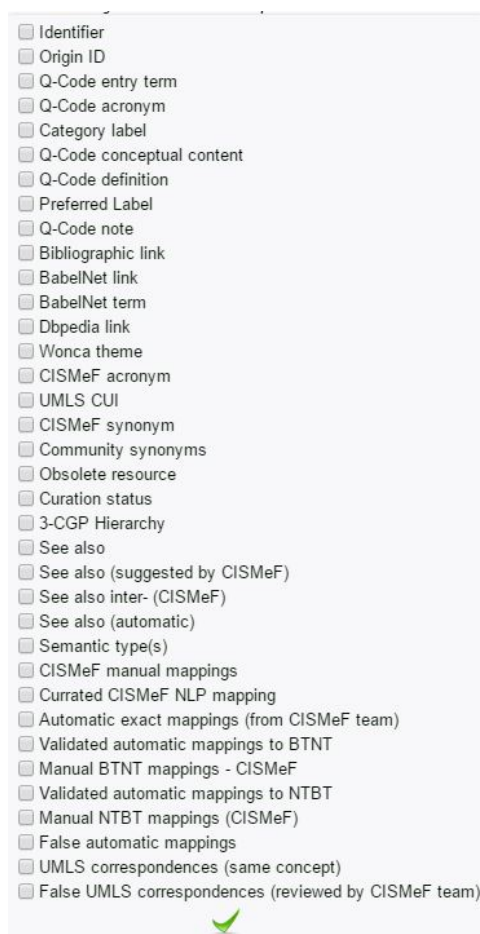 Identifier
Origin ID
Q-Code entry term
Q-Code acronym
Category label
Q-Code conceptual content
Q-Code definition
Preferred Label
Q-Code note
Bibliographic link
BabelNet link
BabelNet term
Dbpedia link
Wonca theme
CISMeF acronym
UMLS CUI
CISMeF synonym
Community synonyms
Obsolete resource
Curation status
3-CGP Hierarchy
See also
See also (suggested by CISMeF)
See also inter- (CISMeF)
See also (automatic)
Semantic type(s)
CISMeF manual mappings
Currated CISMeF NLP mapping
Automatic exact mappings (from CISMeF team)
Validated automatic mappings to BTNT
Manual BTNT mappings - CISMeF
Validated automatic mappings to NTBT
Manual NTBT mappings (CISMeF)
False automatic mappings
UMLS correspondences (same concept)
False UMLS correspondences (reviewed by CISMeF team)